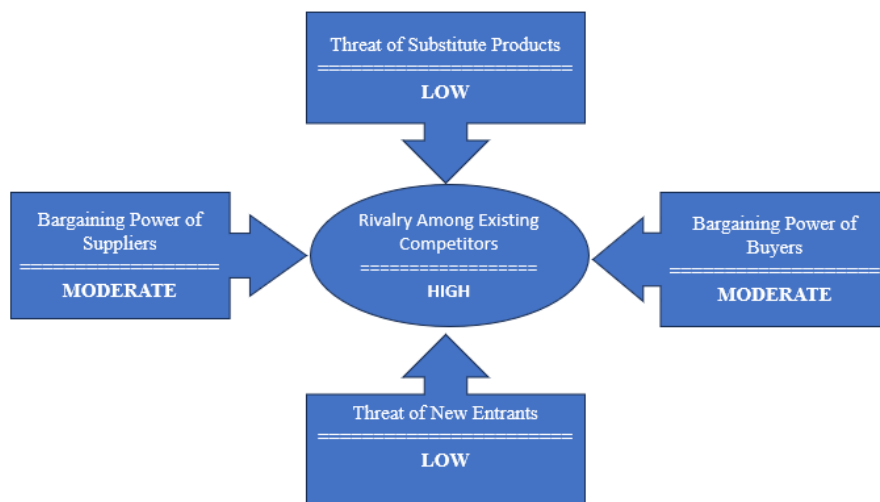 Threat of Substitute Products
=======================
LOW
Bargaining Power of
Suppliers
==================
MODERATE
Rivalry Among Existing
Competitors
==================
HIGH
Bargaining Power of
Buyers
===================
MODERATE
Threat of New Entrants
=======================
LOW